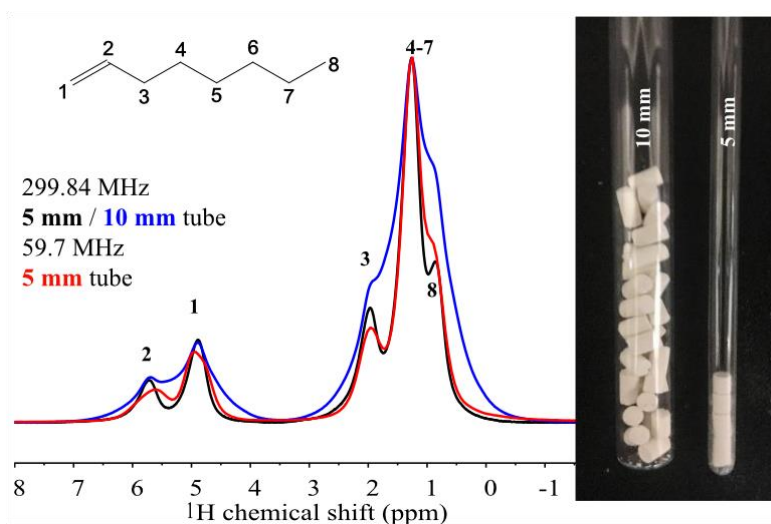 2
4
6
8
1
3
5
7
4-7
299.84 MHz
5 mm / 10 mm tube
59.7 MHz
5 mm tube
3
8
1
2
8 7 6 5 4 3 2 1 0 -1
1H chemical shift (ppm)
10 mm
5 mm